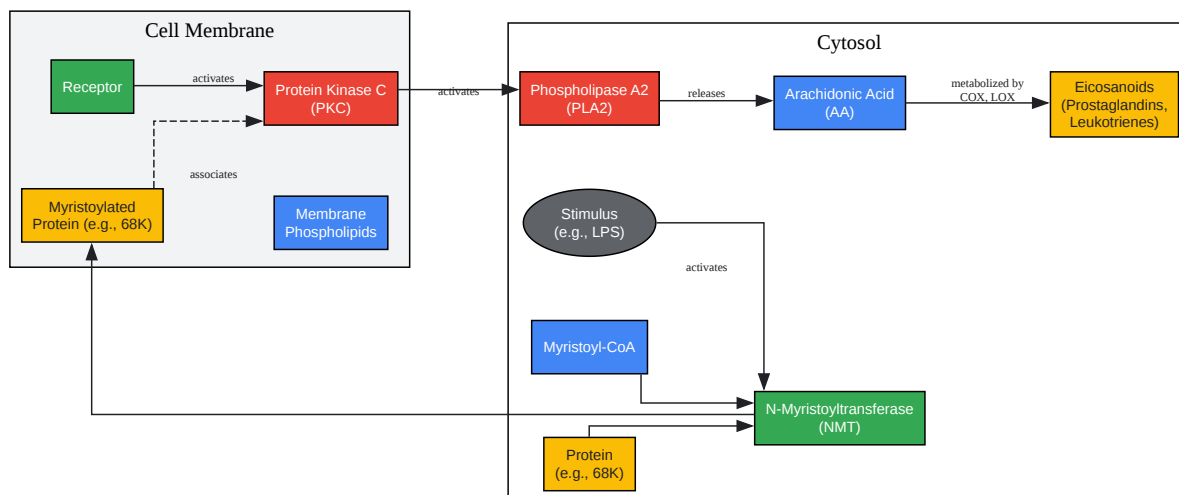 Cell Membrane
Cytosol
Receptor
activates
Protein Kinase C
(PKC)
activates
Phospholipase A2
(PLA2)
releases
Arachidonic Acid
(AA)
metabolized by
COX, LOX
Eicosanoids
(Prostaglandins,
Leukotrienes)
associates
Myristoylated
Protein (e.g., 68K)
Membrane
Phospholipids
Stimulus
(e.g., LPS)
activates
Myristoyl-CoA
N-Myristoyltransferase
(NMT)
Protein
(e.g., 68K)